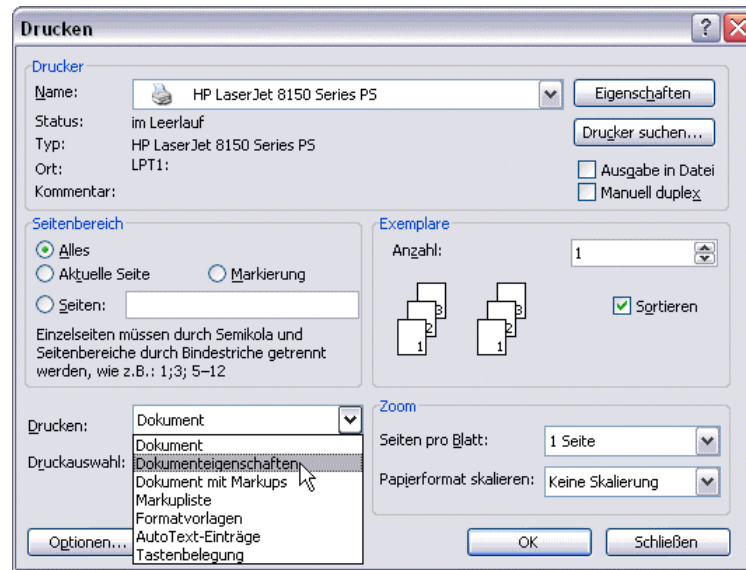 Drucken
Drucker
Name: HP LaserJet 8150 Series PS Eigenschaften
Status: im Leerlauf
Typ: HP LaserJet 8150 Series PS Drucker suchen...
Ort: LPT1: Ausgabe in Datei
Kommentar: Manuell duplex
Seitenbereich
Alles
Aktuelle Seite Markierung
Seiten:
Einzelseiten müssen durch Semikola und
Seitenbereiche durch Bindestriche getrennt
werden, wie z.B.: 1;3; 5–12
Exemplare
Anzahl: 1
1 2 3 1 2 3
Sortieren
Drucken: Dokument
Dokument
Druckauswahl: Dokumenteigenschaften
Dokument mit Markups
Markupliste
Formatvorlagen
AutoText-Einträge
Tastenbelegung
Zoom
Seiten pro Blatt: 1 Seite
Papierformat skalieren: Keine Skalierung
Optionen... OK Schließen